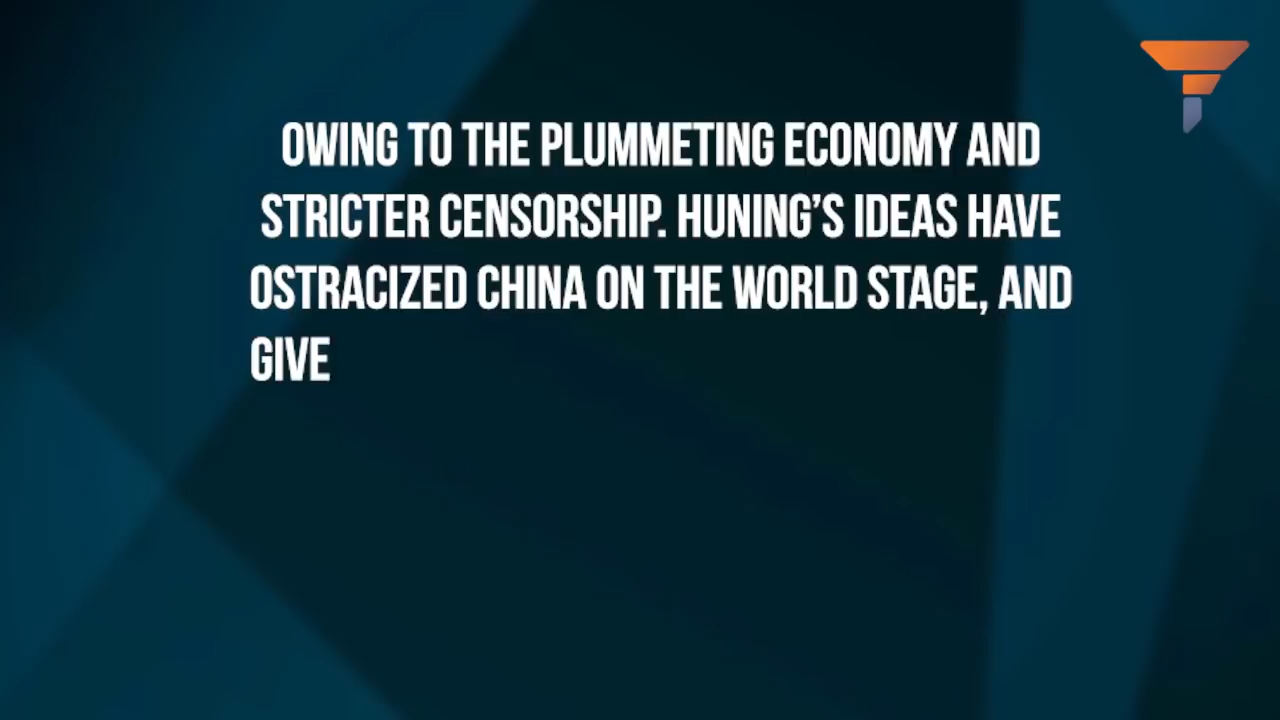 OWING TO THE PLUMMETING ECONOMY AND
STRICTER CENSORSHIP. HUNING’S IDEAS HAVE
OSTRACIZED CHINA ON THE WORLD STAGE, AND
GIVE